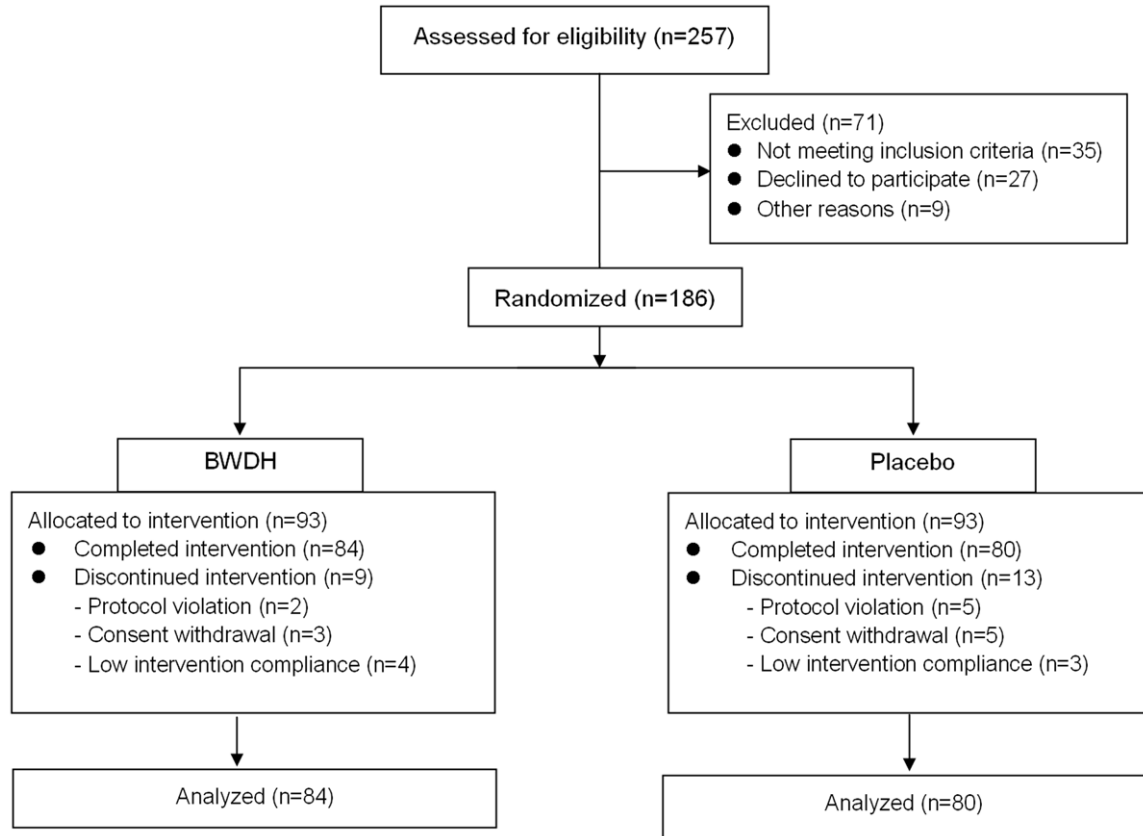 Assessed for eligibility (n=257)
Excluded (n=71)
● Not meeting inclusion criteria (n=35)
● Declined to participate (n=27)
● Other reasons (n=9)
Randomized (n=186)
BWDH
Allocated to intervention (n=93)
● Completed intervention (n=84)
● Discontinued intervention (n=9)
- Protocol violation (n=2)
- Consent withdrawal (n=3)
- Low intervention compliance (n=4)
Analyzed (n=84)
Placebo
Allocated to intervention (n=93)
● Completed intervention (n=80)
● Discontinued intervention (n=13)
- Protocol violation (n=5)
- Consent withdrawal (n=5)
- Low intervention compliance (n=3)
Analyzed (n=80)